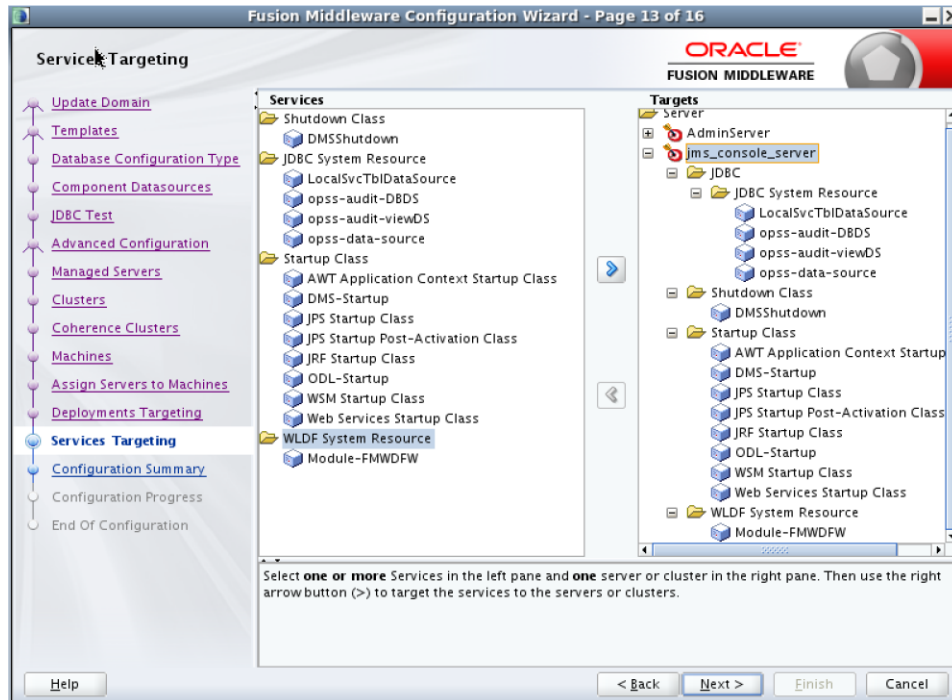 Fusion Middleware Configuration Wizard - Page 13 of 16
Services Targeting
ORACLE
FUSION MIDDLEWARE
Update Domain
Templates
Database Configuration Type
Component Datasources
JDBC Test
Advanced Configuration
Managed Servers
Clusters
Coherence Clusters
Machines
Assign Servers to Machines
Deployments Targeting
Services Targeting
Configuration Summary
Configuration Progress
End Of Configuration
Services
Shutdown Class
DMSShutdown
JDBC System Resource
LocalSvcTblDataSource
opss-audit-DBDS
opss-audit-viewDS
opss-data-source
Startup Class
AWT Application Context Startup Class
DMS-Startup
JPS Startup Class
JPS Startup Post-Activation Class
JRF Startup Class
ODL-Startup
WSM Startup Class
Web Services Startup Class
WLDF System Resource
Module-FMWDFW
Targets
Server
AdminServer
jms_console_server
JDBC
JDBC System Resource
LocalSvcTblDataSource
opss-audit-DBDS
opss-audit-viewDS
opss-data-source
Shutdown Class
DMSShutdown
Startup Class
AWT Application Context Startup
DMS-Startup
JPS Startup Class
JPS Startup Post-Activation Class
JRF Startup Class
ODL-Startup
WSM Startup Class
Web Services Startup Class
WLDF System Resource
Module-FMWDFW
Select one or more Services in the left pane and one server or cluster in the right pane. Then use the right
arrow button (>) to target the services to the servers or clusters.
Help
< Back
Next >
Finish
Cancel